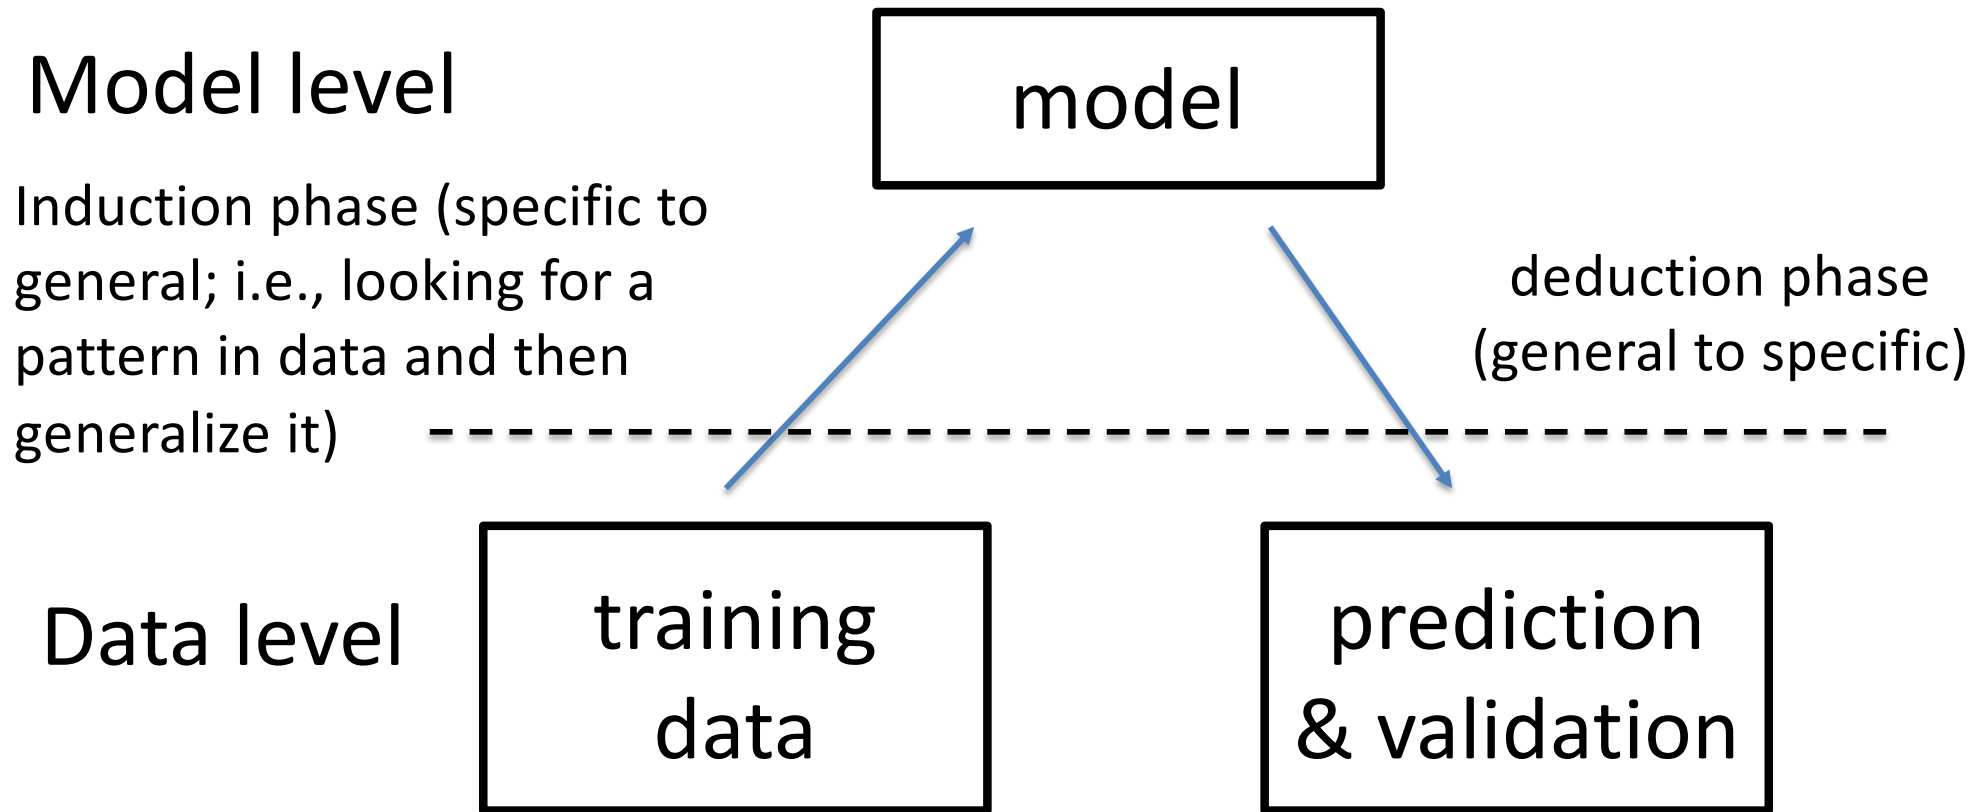 Model level
model
Induction phase (specific to
general; i.e., looking for a
pattern in data and then
generalize it)
deduction phase
(general to specific)
Data level
training
data
prediction
& validation